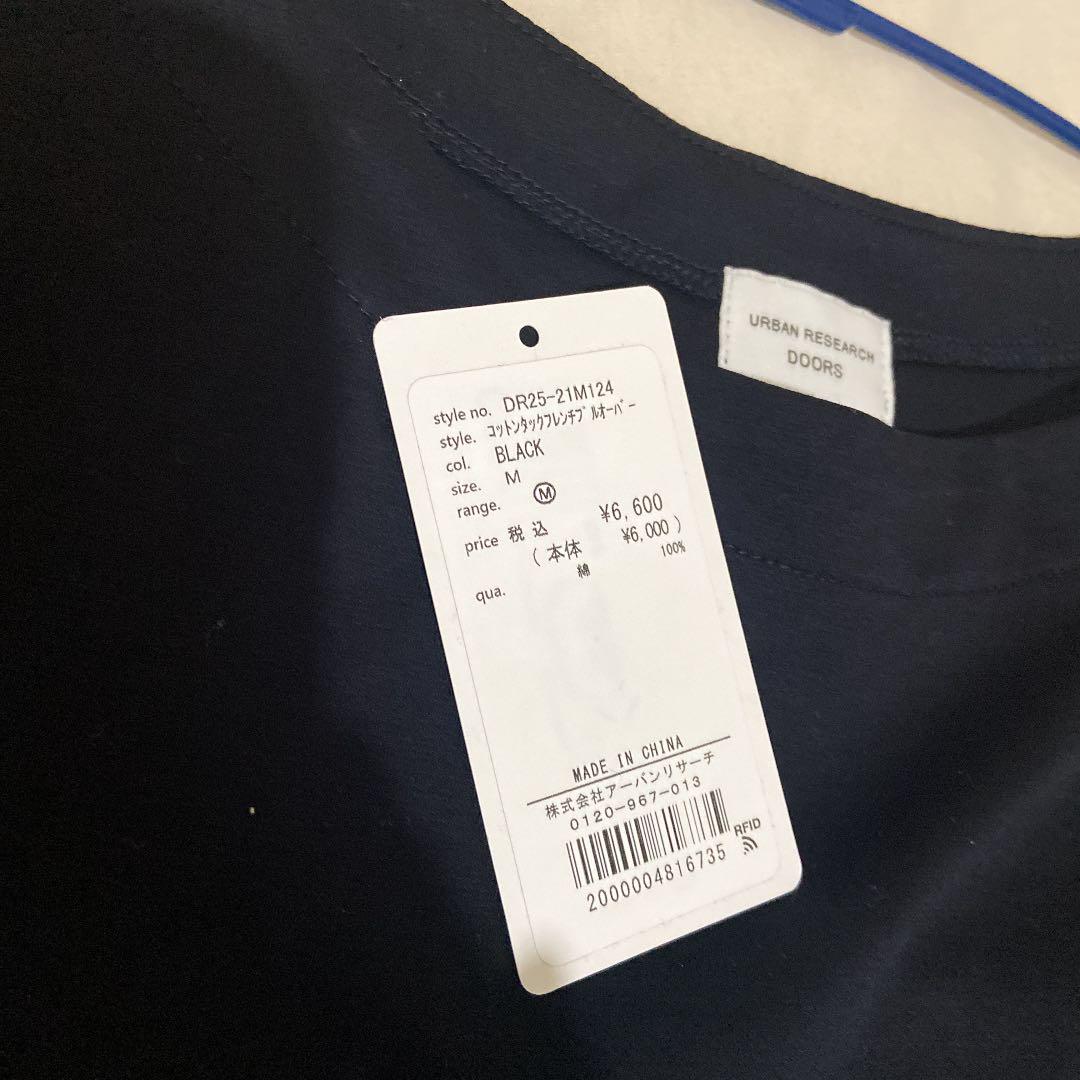 URBAN RESEARCH
DOORS
style no. DR25-21M124
style. コットンタックフレンチプルオーバー
col. BLACK
size. M
range. Ⓜ
price 税込 ¥6,600
(本体 ¥6,000)
qua. 綿 100%
MADE IN CHINA
株式会社アーバンリサーチ
0120-967-013
RFID
2000004816735